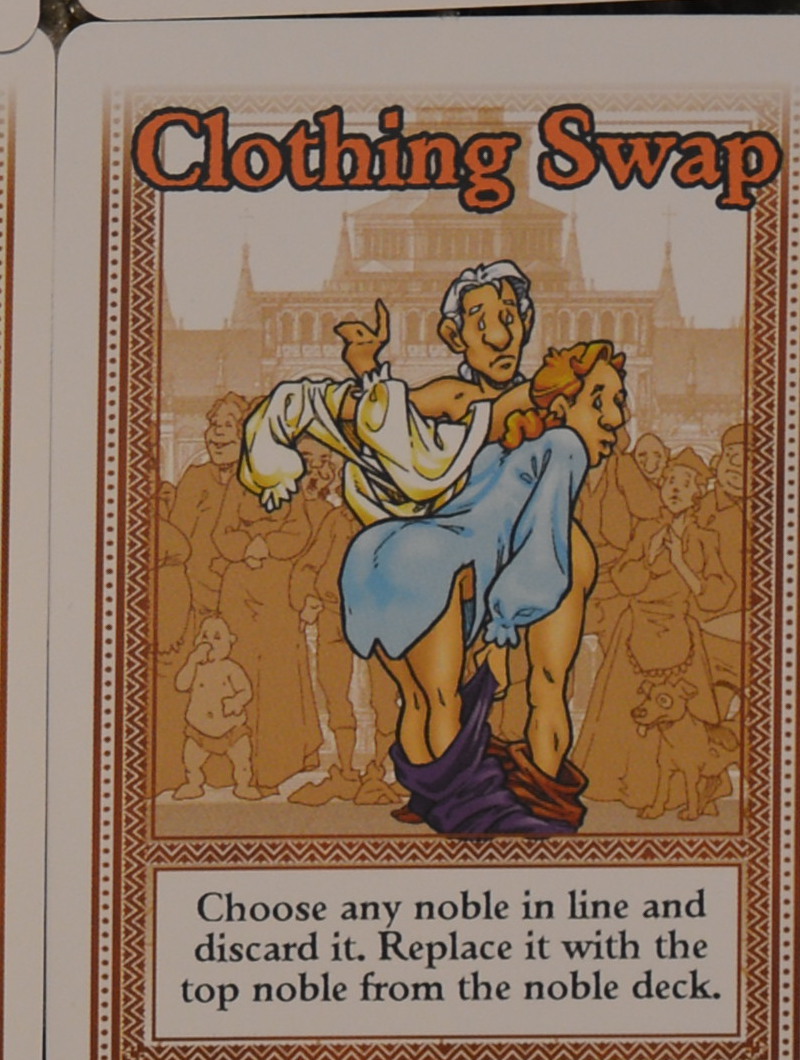 Clothing Swap
Choose any noble in line and
discard it. Replace it with the
top noble from the noble deck.